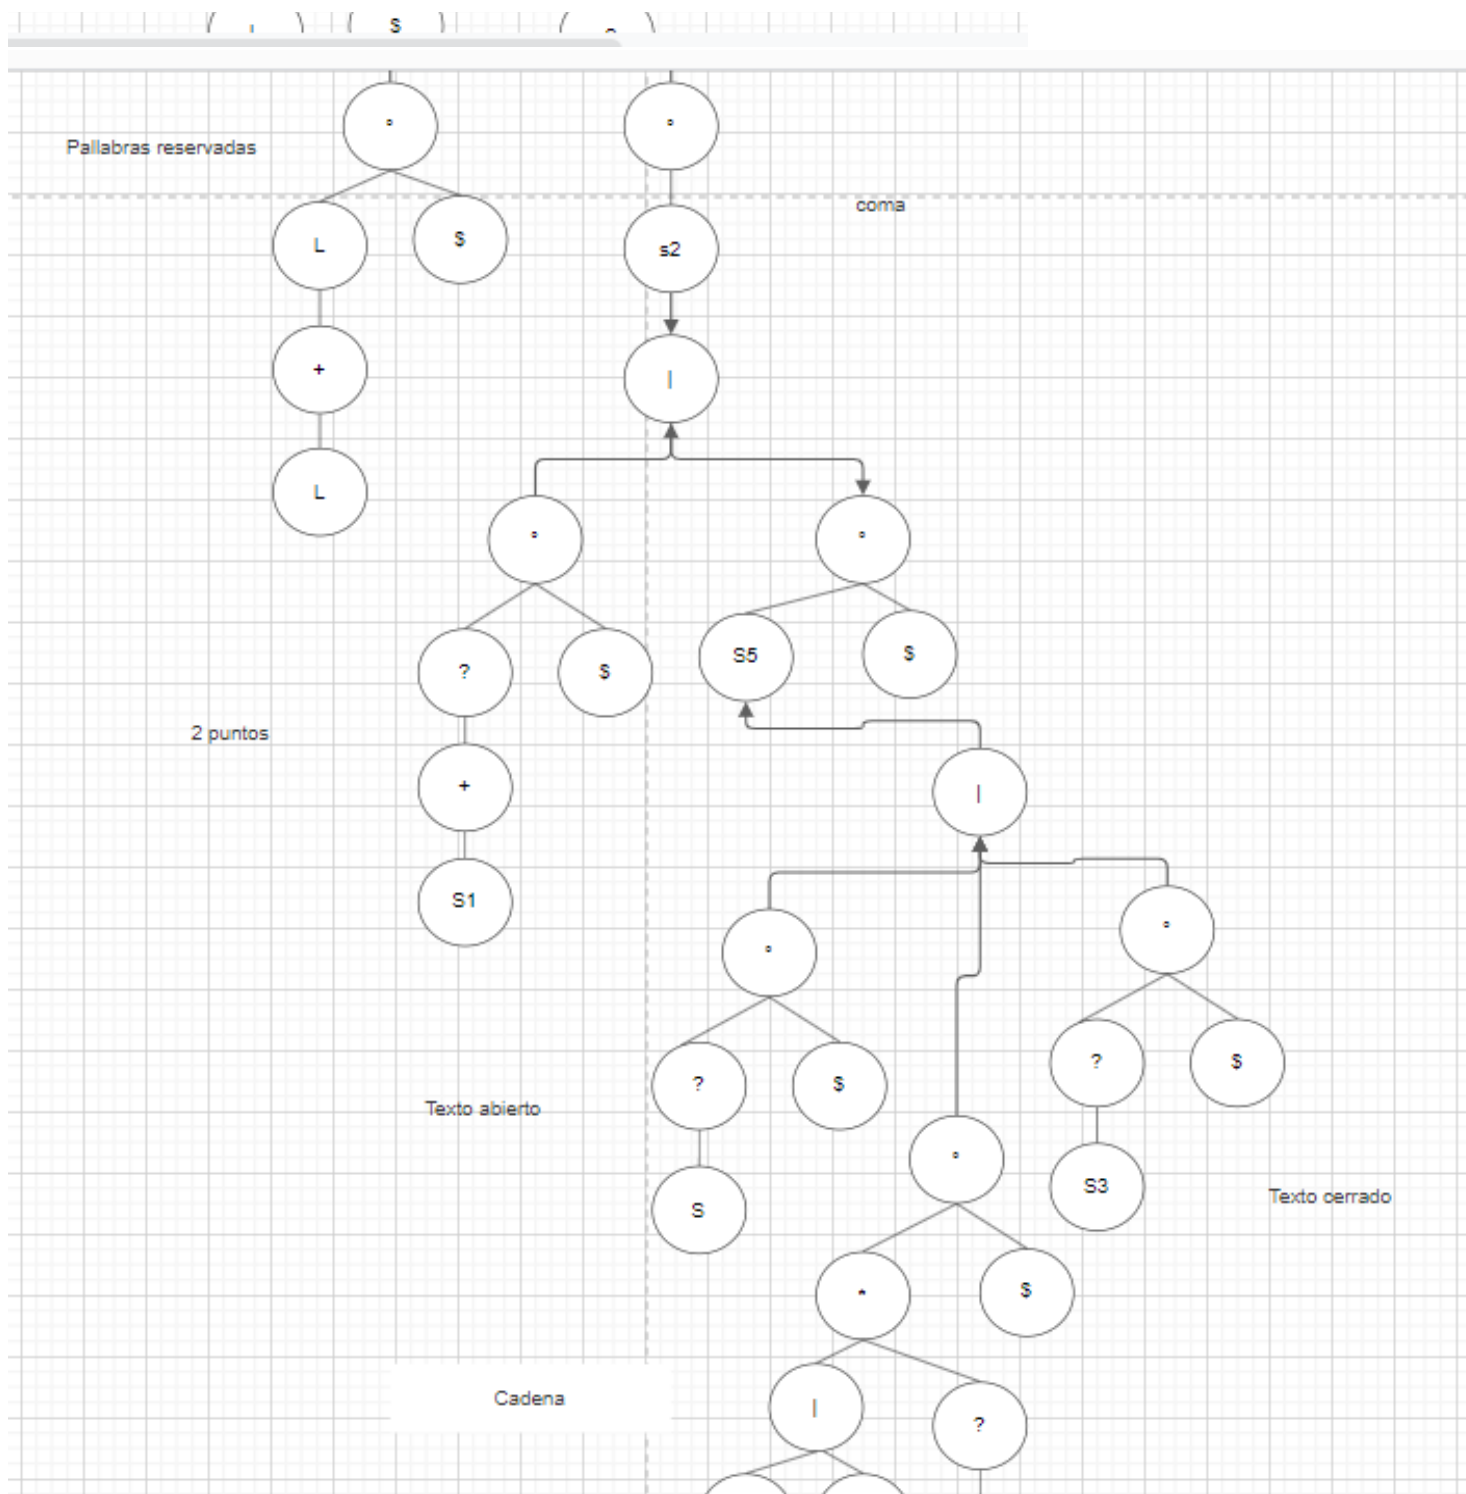 $
°
°
Pallabras reservadas
coma
L
$
s2
+
|
L
°
°
?
$
S5
$
2 puntos
+
|
S1
°
°
?
$
?
$
Texto abierto
°
S
S3
Texto cerrado
*
$
Cadena
|
?